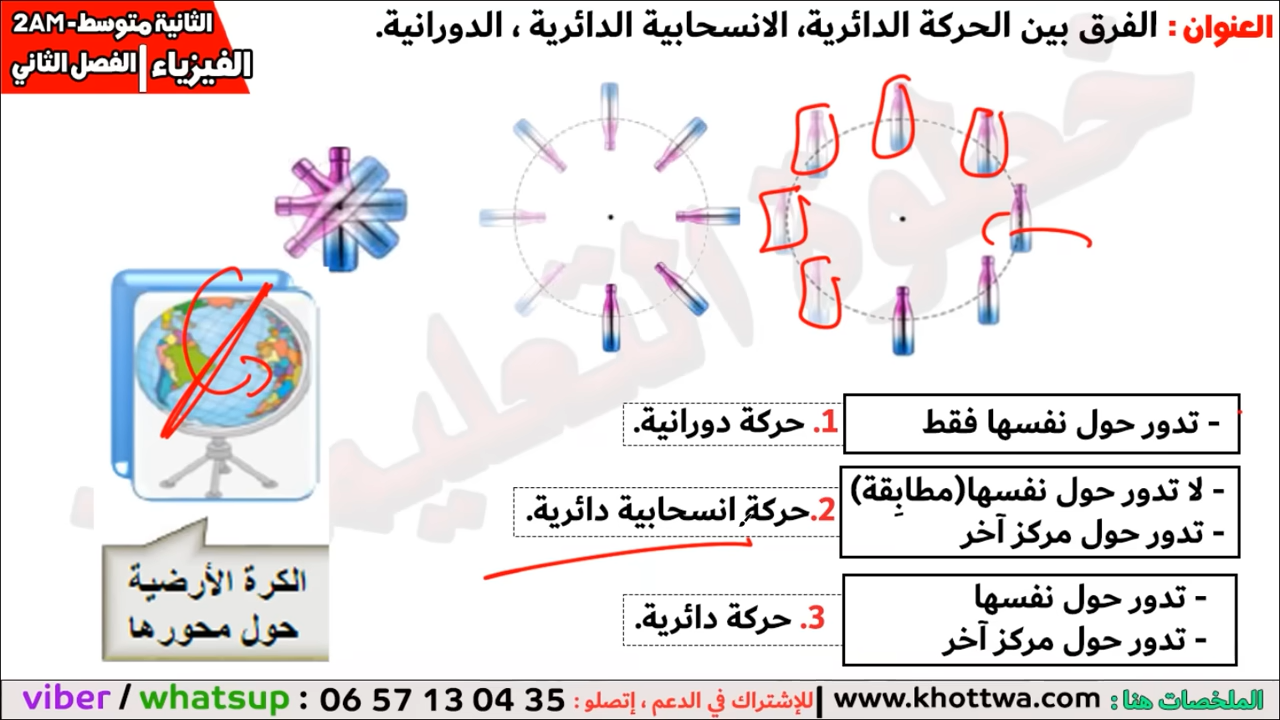 العنوان : الفرق بين الحركة الدائرية، الانسحابية الدائرية ، الدورانية.
الثانية متوسط-2AM
الفيزياء | الفصل الثاني
خطوة التعليمية
- تدور حول نفسها فقط
1. حركة دورانية.
- لا تدور حول نفسها(مطابِقة)
- تدور حول مركز آخر
2.حركة انسحابية دائرية.
- تدور حول نفسها
- تدور حول مركز آخر
3. حركة دائرية.
الكرة الأرضية
حول محورها
الملخصات هنا : www.khottwa.com | للإشتراك في الدعم ، إتصلو : viber / whatsup : 06 57 13 04 35